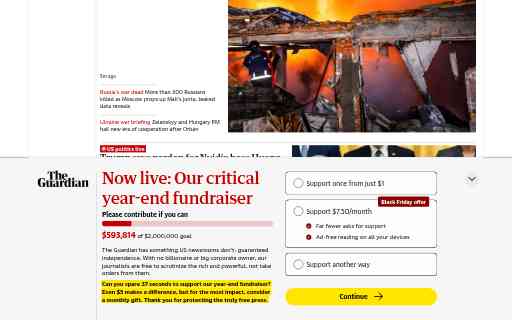 5m ago
Russia's war dead More than 300 Russians
killed as Moscow props up Mali's junta, leaked
data reveals
Ukraine war briefing Zelenskyy and Hungary PM
hail new era of cooperation after Orbán
US politics live
The
Guardian
Now live: Our critical
year-end fundraiser
Please contribute if you can
$593,814 of $2,000,000 goal
The Guardian has something US newsrooms don't - guaranteed
independence. With no billionaire or big corporate owner, our
journalists are free to scrutinize the rich and powerful, not take
orders from them.
Can you spare 37 seconds to support our year-end fundraiser?
Even $5 makes a difference, but for the most impact, consider
a monthly gift. Thank you for protecting the truly free press.
Support once from just $1
Black Friday offer
Support $7.50/month
Far fewer asks for support
Ad-free reading on all your devices
Support another way
Continue